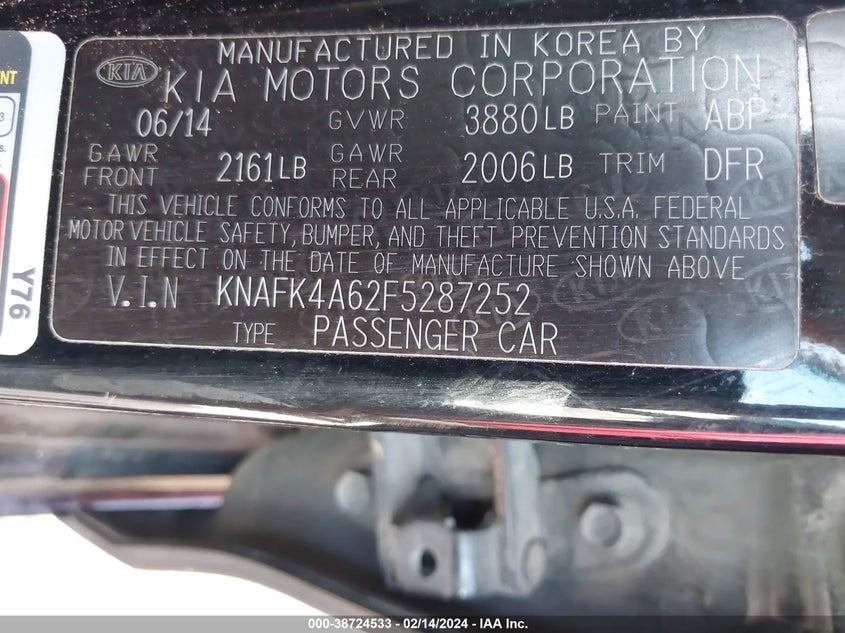 MANUFACTURED IN KOREA BY
KIA KIA MOTORS CORPORATION
06/14 GVWR 3880LB PAINT ABP
GAWR FRONT 2161LB GAWR REAR 2006LB TRIM DFR
THIS VEHICLE CONFORMS TO ALL APPLICABLE U.S.A. FEDERAL
MOTOR VEHICLE SAFETY, BUMPER, AND THEFT PREVENTION STANDARDS
IN EFFECT ON THE DATE OF MANUFACTURE SHOWN ABOVE
V.I.N KNAFK4A62F5287252
TYPE PASSENGER CAR
Y76
000-38724533 - 02/14/2024 - IAA Inc.